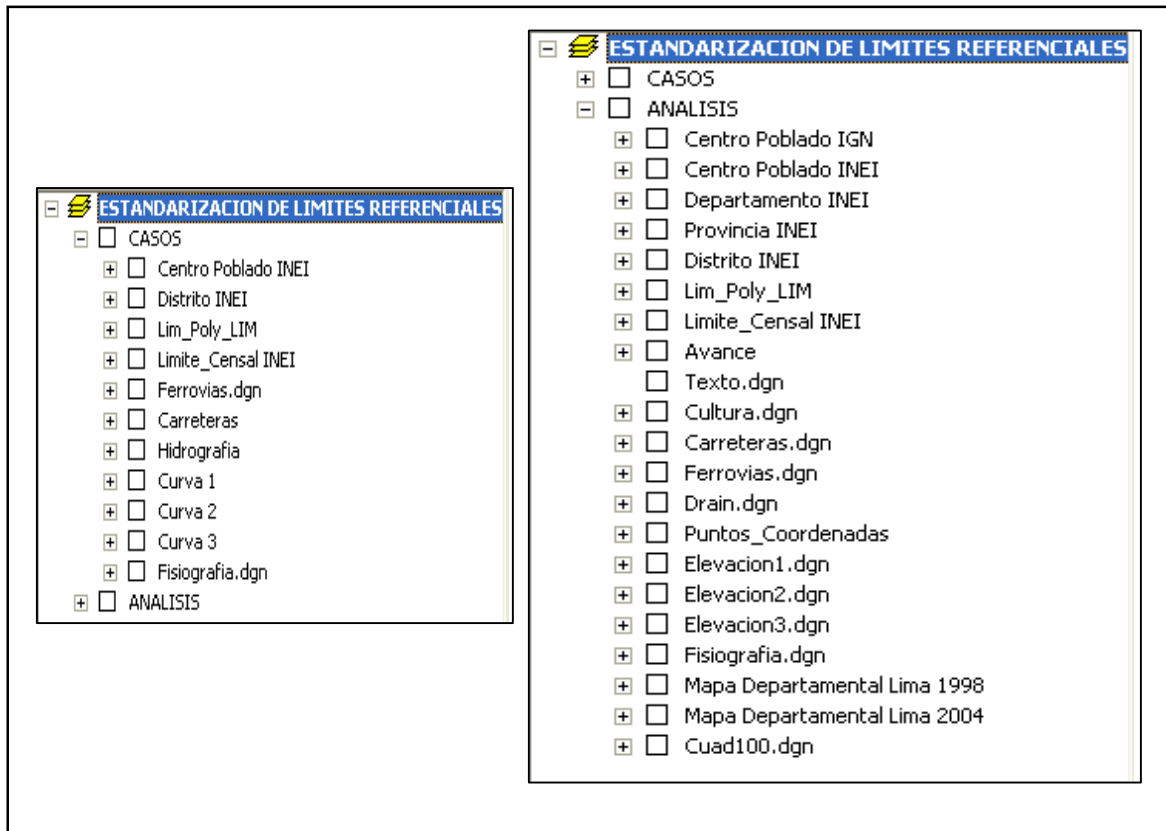 ESTANDARIZACION DE LIMITES REFERENCIALES
CASOS
Centro Poblado INEI
Distrito INEI
Lim_Poly_LIM
Limite_Censal INEI
Ferrovias.dgn
Carreteras
Hidrografia
Curva 1
Curva 2
Curva 3
Fisiografia.dgn
ANALISIS
ESTANDARIZACION DE LIMITES REFERENCIALES
CASOS
ANALISIS
Centro Poblado IGN
Centro Poblado INEI
Departamento INEI
Provincia INEI
Distrito INEI
Lim_Poly_LIM
Limite_Censal INEI
Avance
Texto.dgn
Cultura.dgn
Carreteras.dgn
Ferrovias.dgn
Drain.dgn
Puntos_Coordenadas
Elevacion1.dgn
Elevacion2.dgn
Elevacion3.dgn
Fisiografia.dgn
Mapa Departamental Lima 1998
Mapa Departamental Lima 2004
Cuad100.dgn